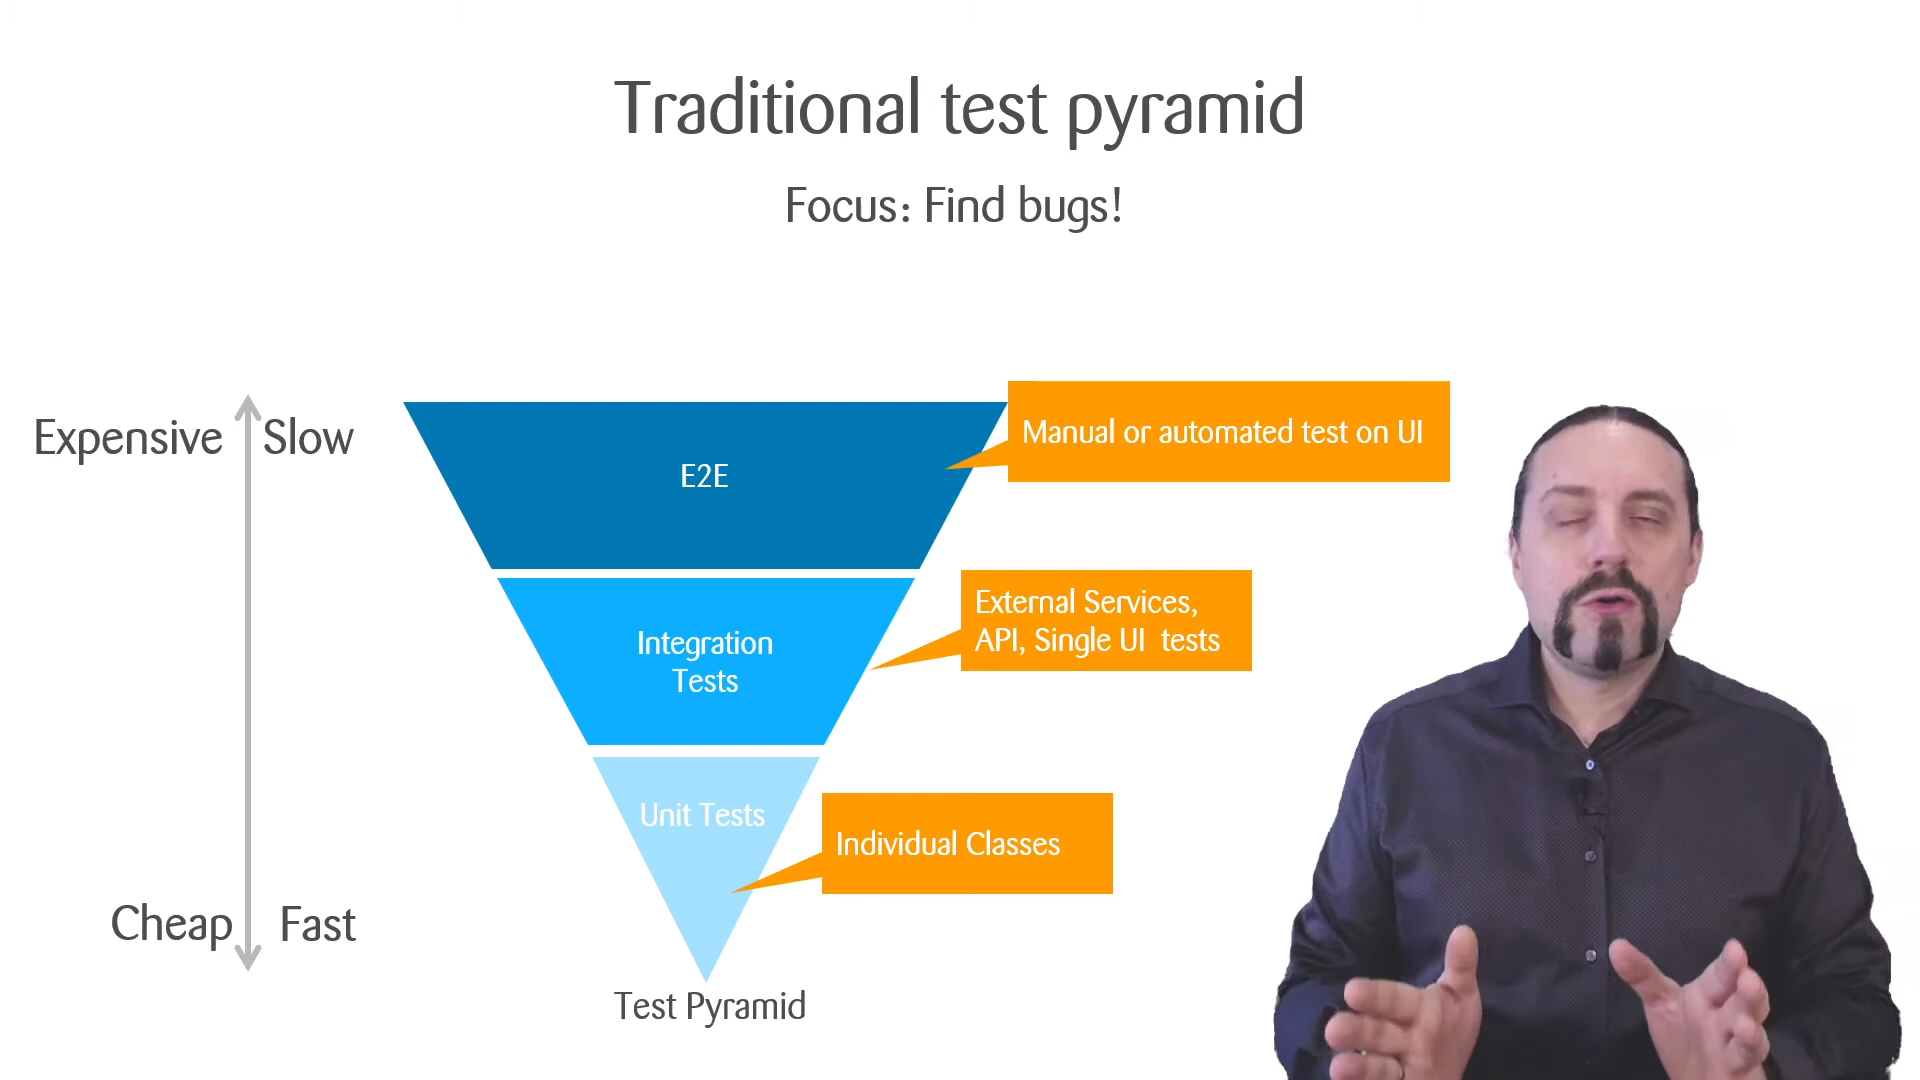 Traditional test pyramid
Focus: Find bugs!
Expensive
Slow
E2E
Manual or automated test on UI
Integration
Tests
External Services,
API, Single UI tests
Unit Tests
Individual Classes
Cheap
Fast
Test Pyramid